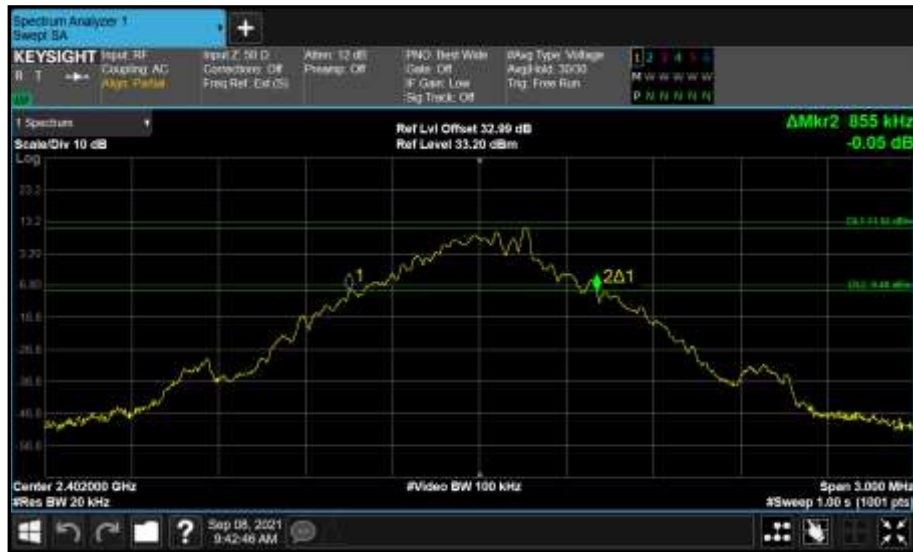 Spectrum Analyzer 1
Swept SA
+
KEYSIGHT
R T
Input: RF
Coupling: AC
Align: Partial
Input Z: 50 Ω
Corrections: Off
Freq Ref: Ext (S)
Atten: 12 dB
Preamp: Off
PNO: Best Wide
Gate: Off
IF Gain: Low
Sig Track: Off
#Avg Type: Voltage
Avg|Hold: 30/30
Trig: Free Run
1 2 3 4 5 6
M W W W W W
P N N N N N
1 Spectrum
Scale/Div 10 dB
Ref Lvl Offset 32.99 dB
Ref Level 33.20 dBm
ΔMkr2 855 kHz
-0.05 dB
Log
23.2
13.2
3.20
-6.80
-16.8
-26.8
-36.8
-46.8
-56.8
1
2Δ1
Center 2.402000 GHz
#Res BW 20 kHz
#Video BW 100 kHz
Span 3.000 MHz
#Sweep 1.00 s (1001 pts)
?
Sep 08, 2021
9:42:46 AM